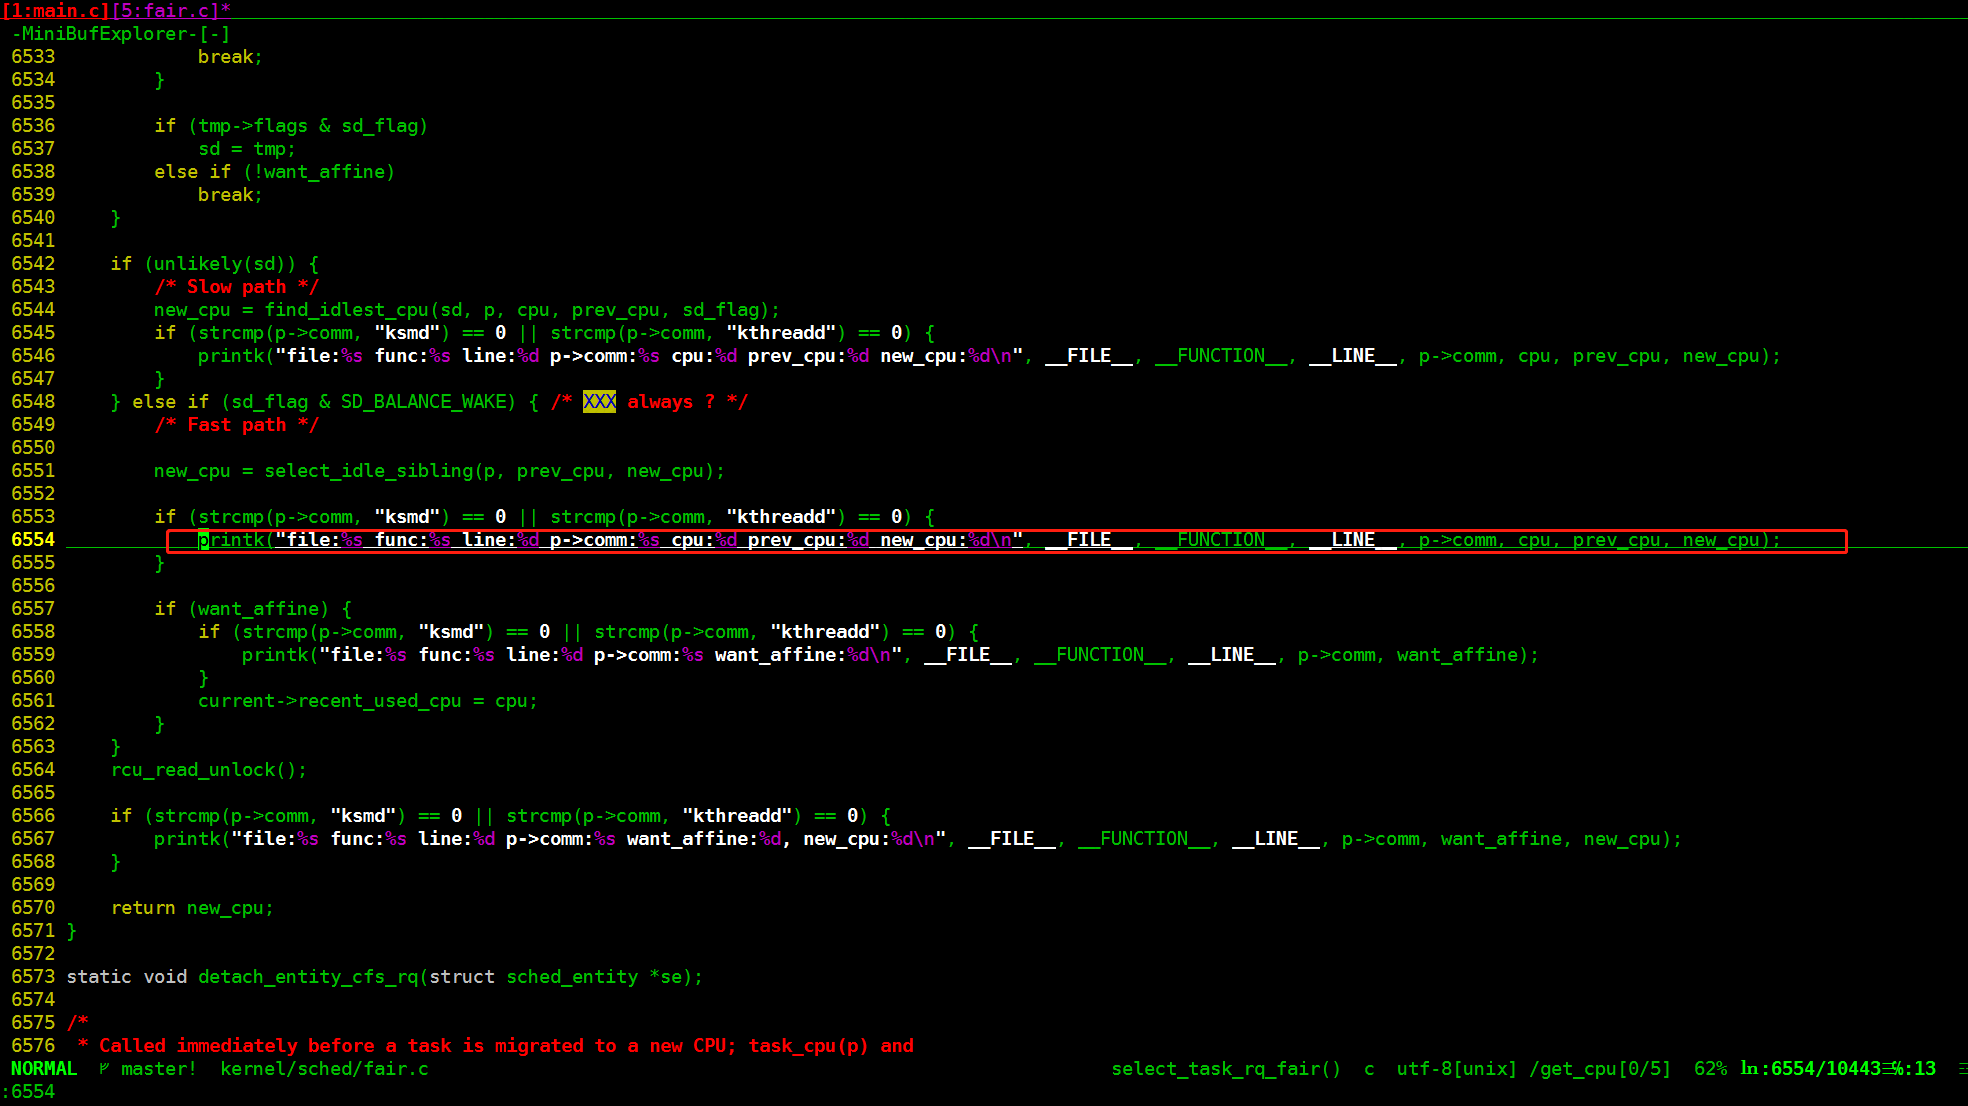 [1:main.c][5:fair.c]*
-MiniBufExplorer-[-]
6533             break;
6534         }
6535
6536         if (tmp->flags & sd_flag)
6537             sd = tmp;
6538         else if (!want_affine)
6539             break;
6540     }
6541
6542     if (unlikely(sd)) {
6543         /* Slow path */
6544         new_cpu = find_idlest_cpu(sd, p, cpu, prev_cpu, sd_flag);
6545         if (strcmp(p->comm, "ksmd") == 0 || strcmp(p->comm, "kthreadd") == 0) {
6546             printk("file:%s func:%s line:%d p->comm:%s cpu:%d prev_cpu:%d new_cpu:%d\n", __FILE__, __FUNCTION__, __LINE__, p->comm, cpu, prev_cpu, new_cpu);
6547         }
6548     } else if (sd_flag & SD_BALANCE_WAKE) { /* XXX always ? */
6549         /* Fast path */
6550
6551         new_cpu = select_idle_sibling(p, prev_cpu, new_cpu);
6552
6553         if (strcmp(p->comm, "ksmd") == 0 || strcmp(p->comm, "kthreadd") == 0) {
6554             printk("file:%s func:%s line:%d p->comm:%s cpu:%d prev_cpu:%d new_cpu:%d\n", __FILE__, __FUNCTION__, __LINE__, p->comm, cpu, prev_cpu, new_cpu);
6555         }
6556
6557         if (want_affine) {
6558             if (strcmp(p->comm, "ksmd") == 0 || strcmp(p->comm, "kthreadd") == 0) {
6559                 printk("file:%s func:%s line:%d p->comm:%s want_affine:%d\n", __FILE__, __FUNCTION__, __LINE__, p->comm, want_affine);
6560             }
6561             current->recent_used_cpu = cpu;
6562         }
6563     }
6564     rcu_read_unlock();
6565
6566     if (strcmp(p->comm, "ksmd") == 0 || strcmp(p->comm, "kthreadd") == 0) {
6567         printk("file:%s func:%s line:%d p->comm:%s want_affine:%d, new_cpu:%d\n", __FILE__, __FUNCTION__, __LINE__, p->comm, want_affine, new_cpu);
6568     }
6569
6570     return new_cpu;
6571 }
6572
6573 static void detach_entity_cfs_rq(struct sched_entity *se);
6574
6575 /*
6576  * Called immediately before a task is migrated to a new CPU; task_cpu(p) and
NORMAL master! kernel/sched/fair.c select_task_rq_fair() c utf-8[unix] /get_cpu[0/5] 62% ln:6554/10443☰℅:13
:6554